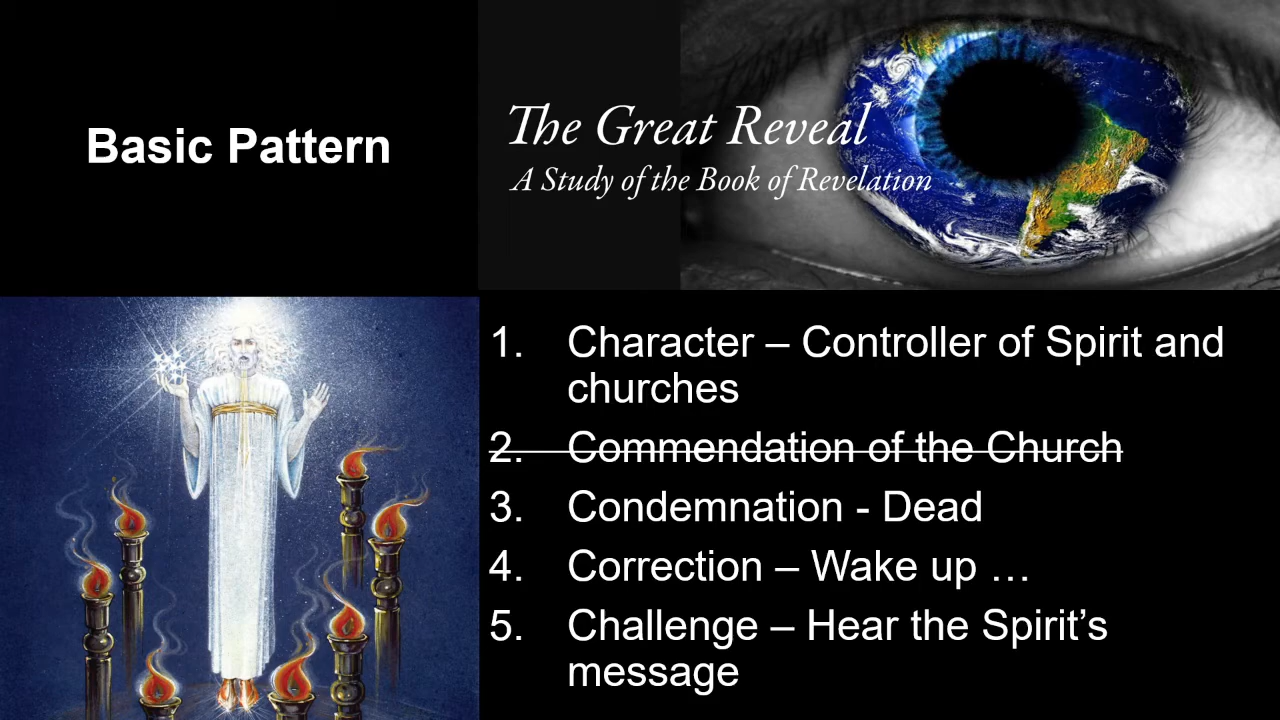 Basic Pattern
The Great Reveal
A Study of the Book of Revelation
1. Character – Controller of Spirit and
churches
2. Commendation of the Church
3. Condemnation - Dead
4. Correction – Wake up …
5. Challenge – Hear the Spirit’s
message